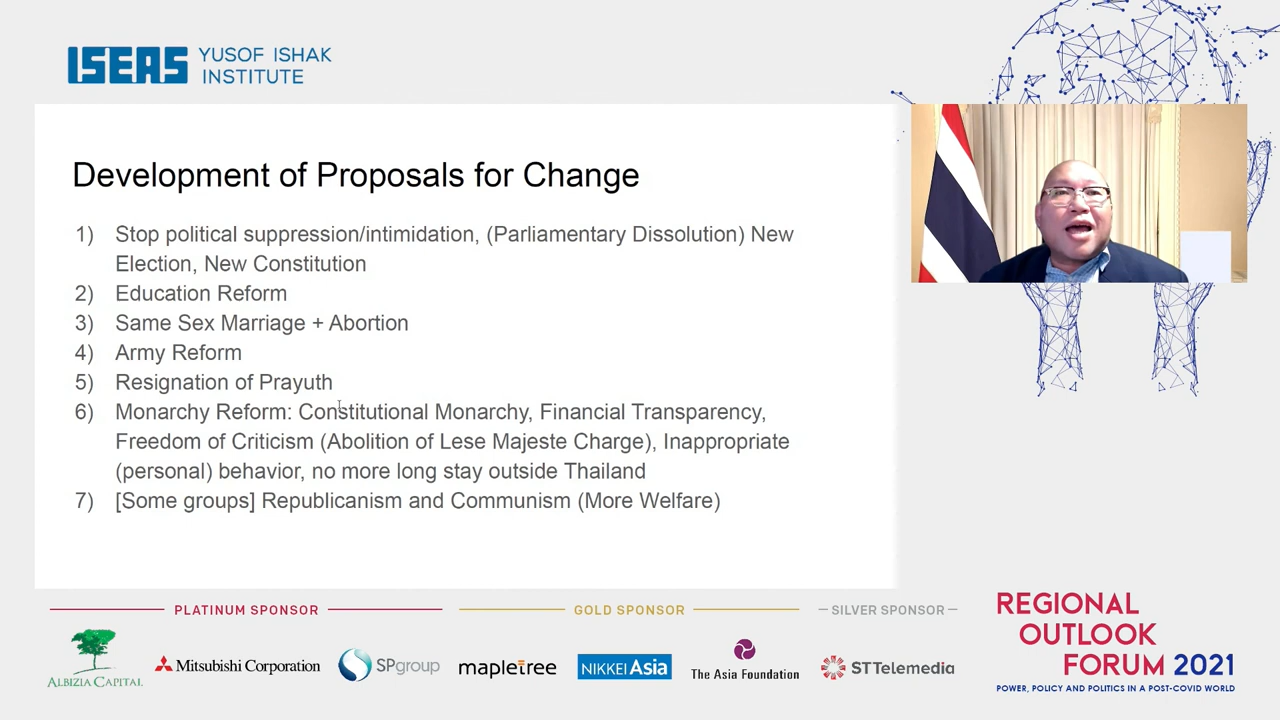 ISEAS YUSOF ISHAK
INSTITUTE
Development of Proposals for Change
1) Stop political suppression/intimidation, (Parliamentary Dissolution) New
Election, New Constitution
2) Education Reform
3) Same Sex Marriage + Abortion
4) Army Reform
5) Resignation of Prayuth
6) Monarchy Reform: Constitutional Monarchy, Financial Transparency,
Freedom of Criticism (Abolition of Lese Majeste Charge), Inappropriate
(personal) behavior, no more long stay outside Thailand
7) [Some groups] Republicanism and Communism (More Welfare)
PLATINUM SPONSOR
GOLD SPONSOR
SILVER SPONSOR
ALBIZIA CAPITAL
Mitsubishi Corporation
SPgroup
mapletree
NIKKEI Asia
The Asia Foundation
ST Telemedia
REGIONAL
OUTLOOK
FORUM 2021
POWER, POLICY AND POLITICS IN A POST-COVID WORLD